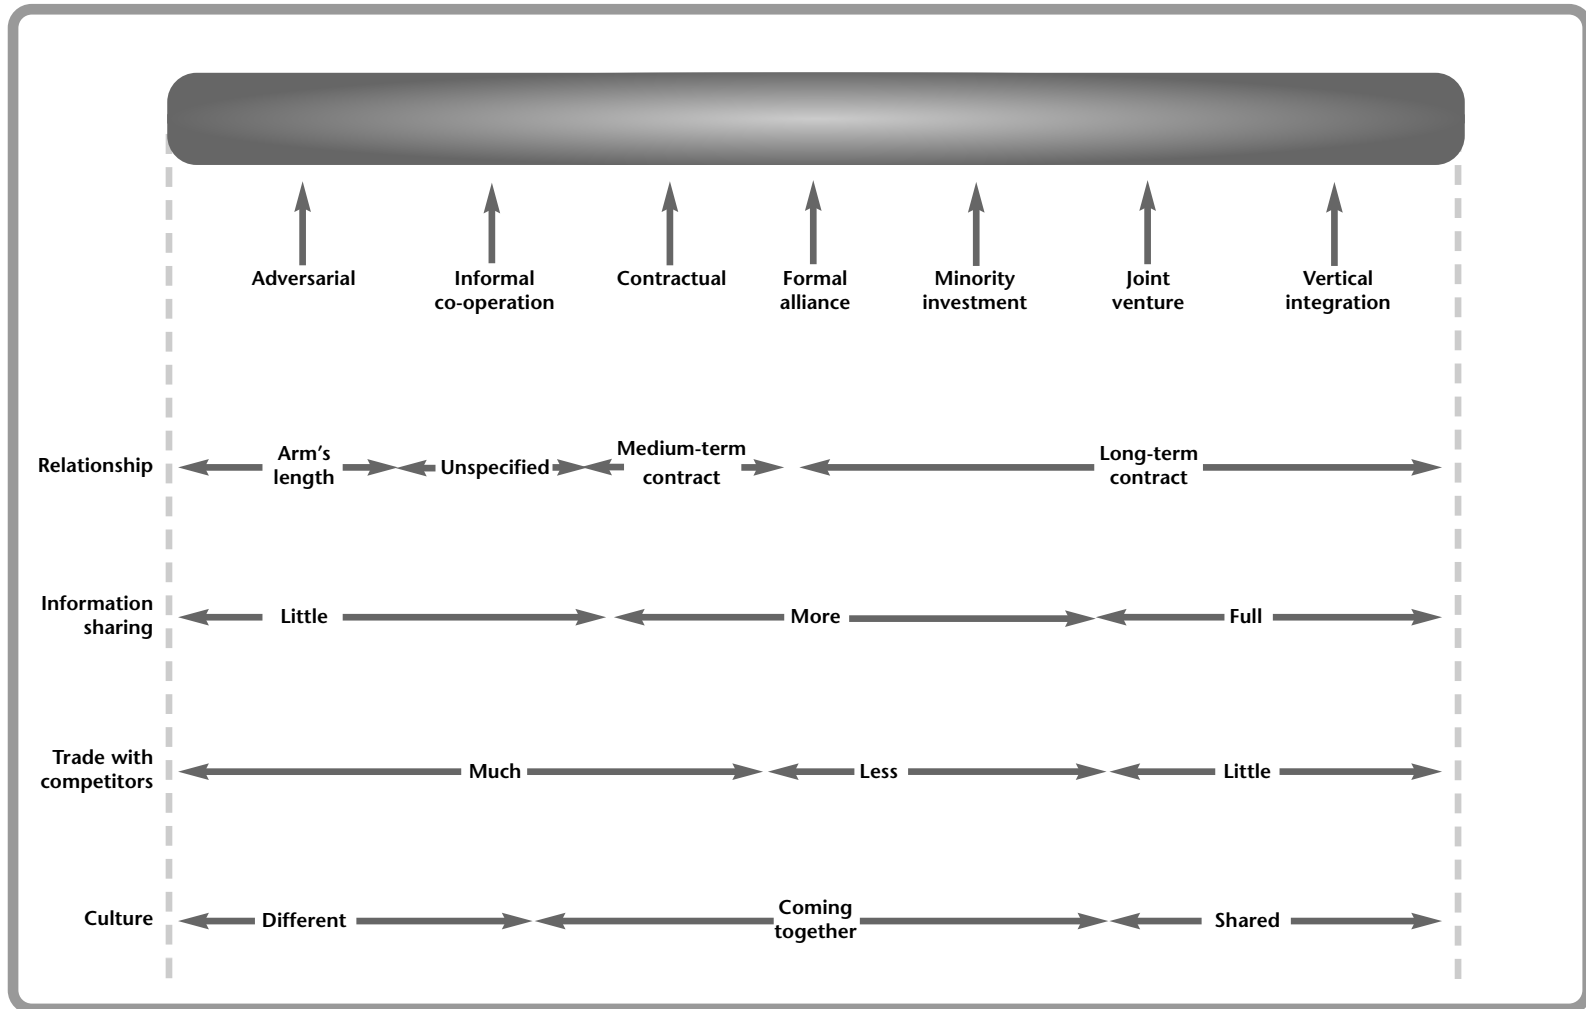 Adversarial
Informal
co-operation
Contractual
Formal
alliance
Minority
investment
Joint
venture
Vertical
integration
Relationship
Arm's
length
Unspecified
Medium-term
contract
Long-term
contract
Information
sharing
Little
More
Full
Trade with
competitors
Much
Less
Little
Culture
Different
Coming
together
Shared